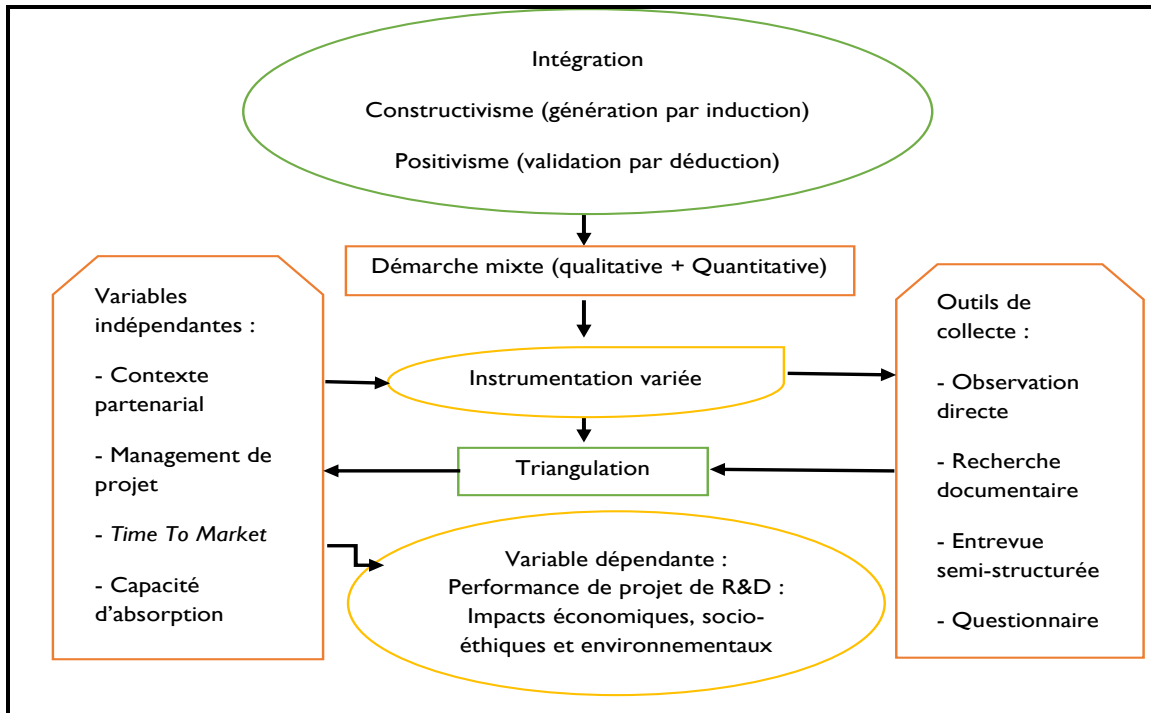 Intégration
Constructivisme (génération par induction)
Positivisme (validation par déduction)
Démarche mixte (qualitative + Quantitative)
Variables
indépendantes :
- Contexte
partenarial
- Management de
projet
- Time To Market
- Capacité
d’absorption
Instrumentation variée
Triangulation
Variable dépendante :
Performance de projet de R&D :
Impacts économiques, socio-
éthiques et environnementaux
Outils de
collecte :
- Observation
directe
- Recherche
documentaire
- Entrevue
semi-structurée
- Questionnaire